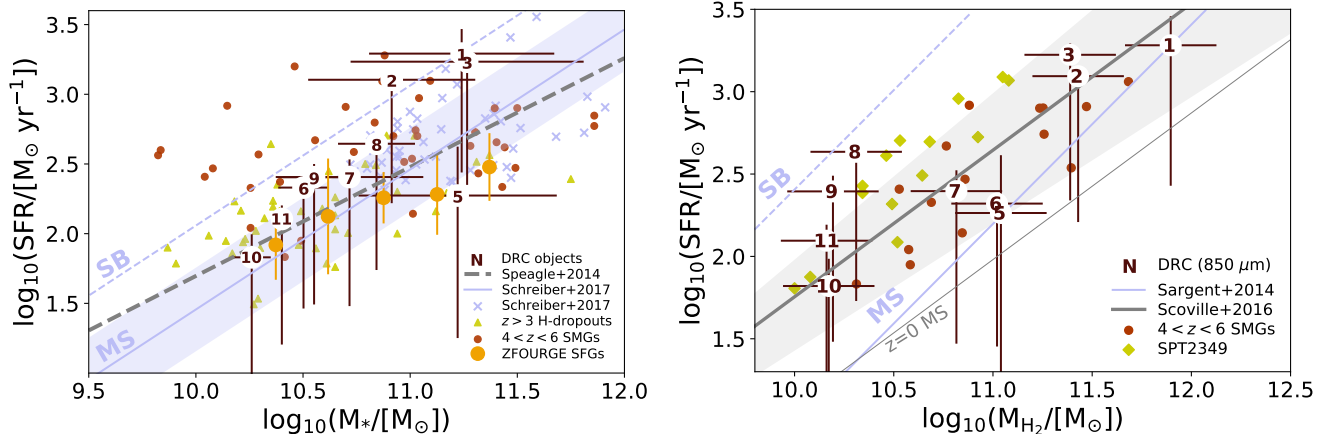 3.5
3.0
2.5
2.0
1.5
log₁₀(SFR/[M⊙ yr⁻¹])
SB
MS
1
3
2
8
9
7
6
5
11
10
N DRC objects
Speagle+2014
Schreiber+2017
Schreiber+2017
z > 3 H-dropouts
4 < z < 6 SMGs
ZFOURGE SFGs
9.5 10.0 10.5 11.0 11.5 12.0
log₁₀(M*/[M⊙])
3.5
3.0
2.5
2.0
1.5
log₁₀(SFR/[M⊙ yr⁻¹])
SB
MS
z=0 MS
1
3
2
8
9
7
6
5
11
10
N DRC (850 μm)
Sargent+2014
Scoville+2016
4 < z < 6 SMGs
SPT2349
10.0 10.5 11.0 11.5 12.0 12.5
log₁₀(M_H₂/[M⊙])